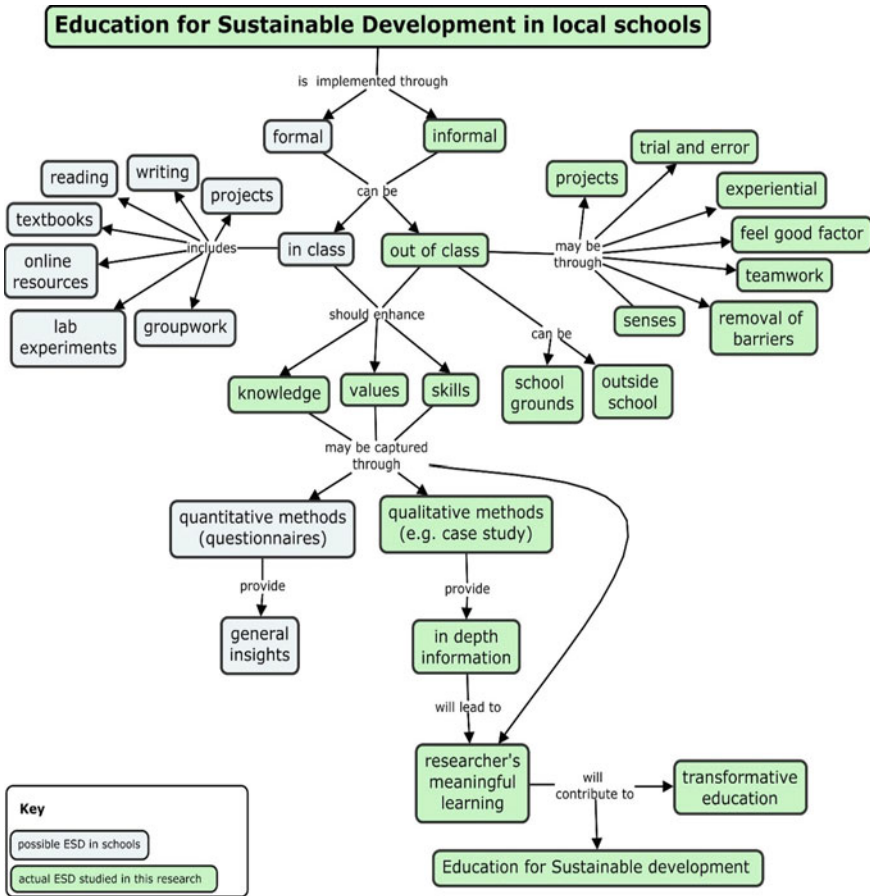 Education for Sustainable Development in local schools
is implemented through
formal
informal
can be
reading
writing
projects
textbooks
includes
online
resources
lab
experiments
groupwork
in class
out of class
projects
trial and error
experiential
may be
through
feel good factor
teamwork
senses
removal of
barriers
should enhance
can be
knowledge
values
skills
school
grounds
outside
school
may be captured
through
quantitative methods
(questionnaires)
qualitative methods
(e.g. case study)
provide
provide
general
insights
in depth
information
will lead to
researcher's
meaningful
learning
will
contribute to
transformative
education
Education for Sustainable development
Key
possible ESD in schools
actual ESD studied in this research